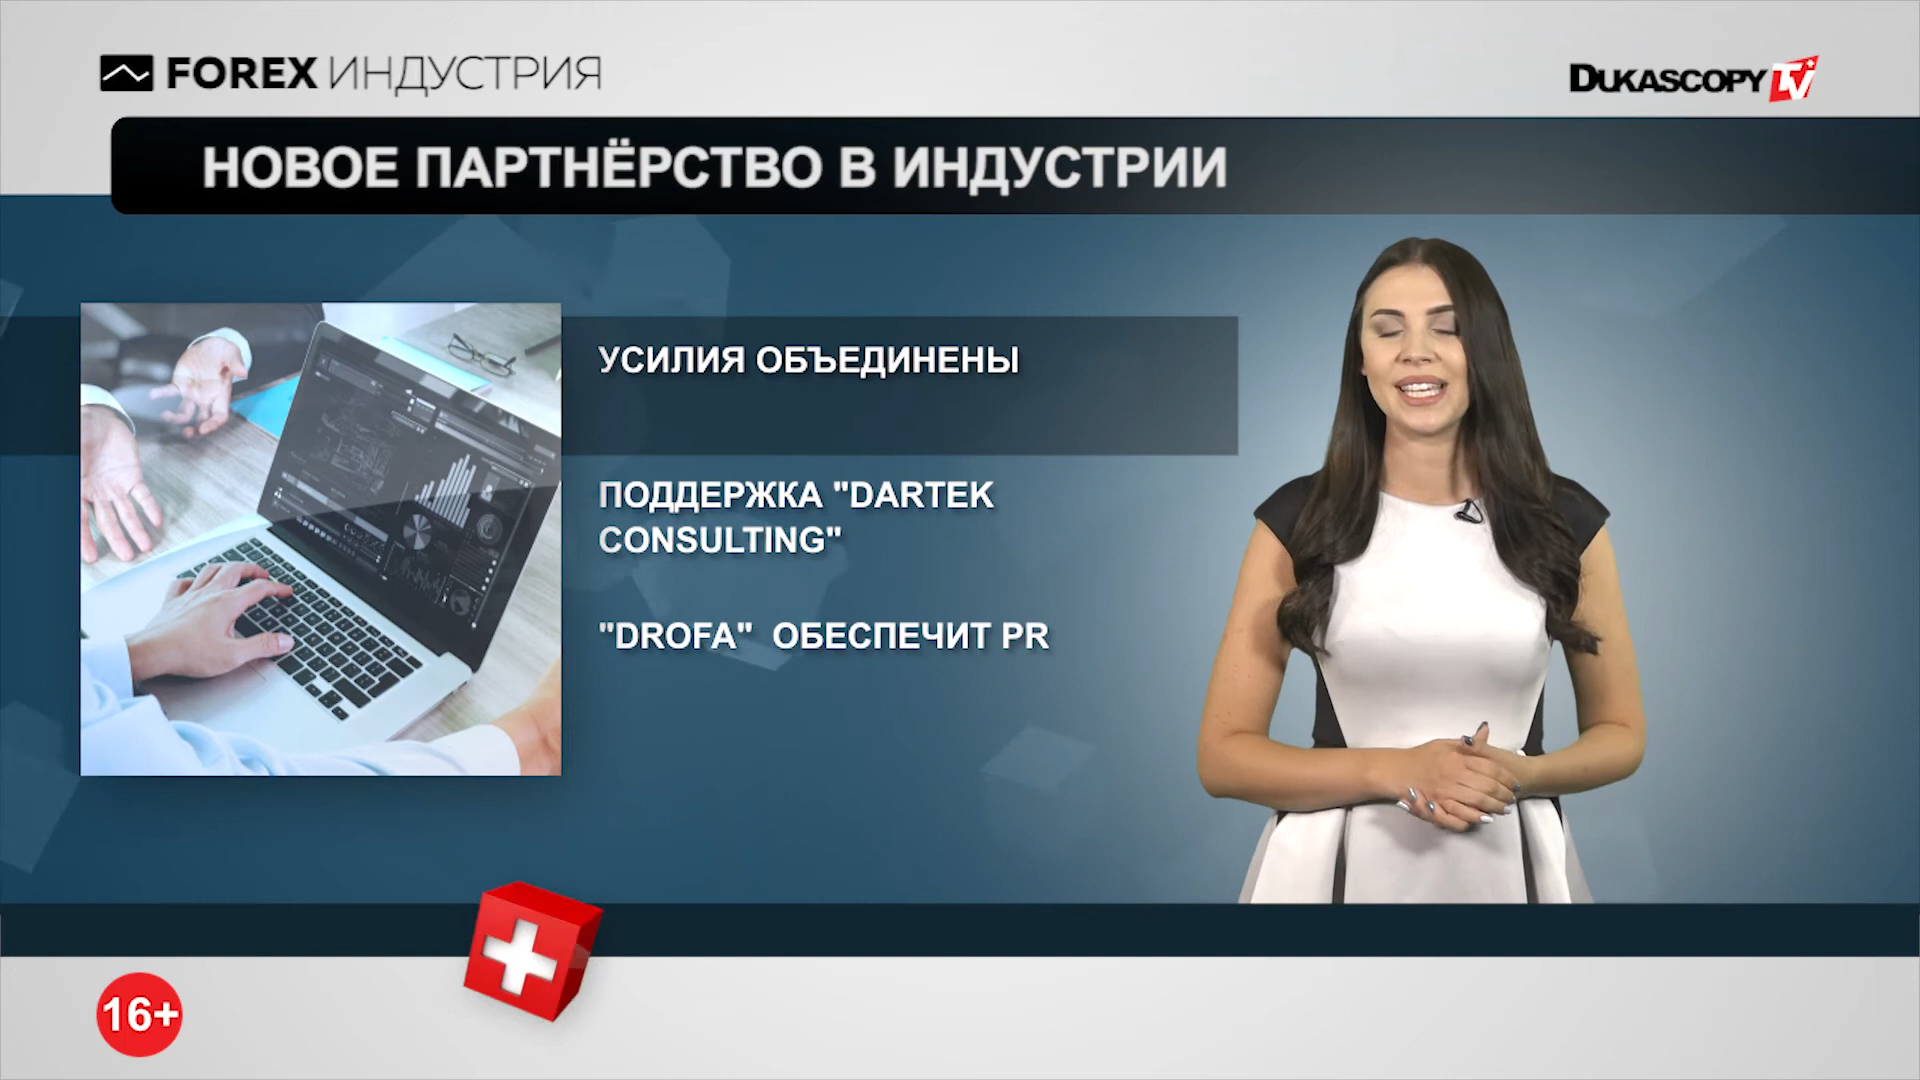 FOREX ИНДУСТРИЯ
DUKASCOPY TV
НОВОЕ ПАРТНЁРСТВО В ИНДУСТРИИ
УСИЛИЯ ОБЪЕДИНЕНЫ
ПОДДЕРЖКА "DARTEK
CONSULTING"
"DROFA" ОБЕСПЕЧИТ PR
16+